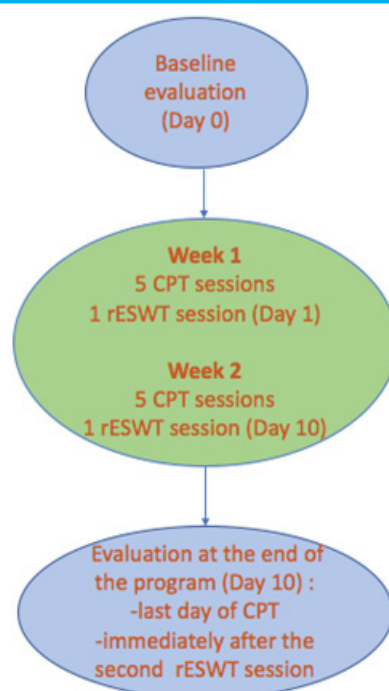 Baseline
evaluation
(Day 0)
Week 1
5 CPT sessions
1 rESWT session (Day 1)
Week 2
5 CPT sessions
1 rESWT session (Day 10)
Evaluation at the end of
the program (Day 10) :
-last day of CPT
-immediately after the
second rESWT session